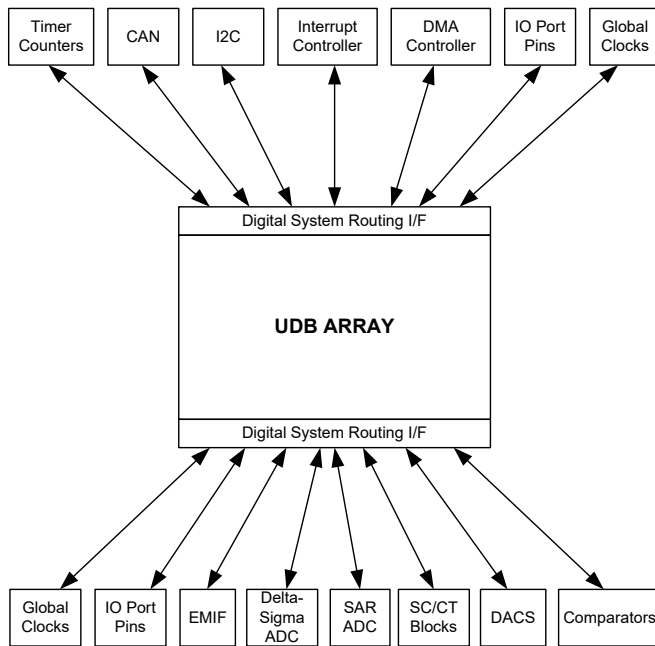 Timer
Counters
CAN
I2C
Interrupt
Controller
DMA
Controller
IO Port
Pins
Global
Clocks
Digital System Routing I/F
UDB ARRAY
Digital System Routing I/F
Global
Clocks
IO Port
Pins
EMIF
Delta-
Sigma
ADC
SAR
ADC
SC/CT
Blocks
DACS
Comparators